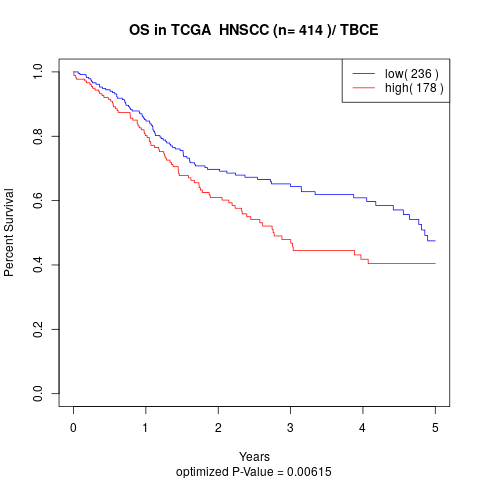 OS in TCGA  HNSCC (n= 414 )/ TBCE
low( 236 )
high( 178 )
Percent Survival
1.0
0.8
0.6
0.4
0.2
0.0
0 1 2 3 4 5
Years
optimized P-Value = 0.00615